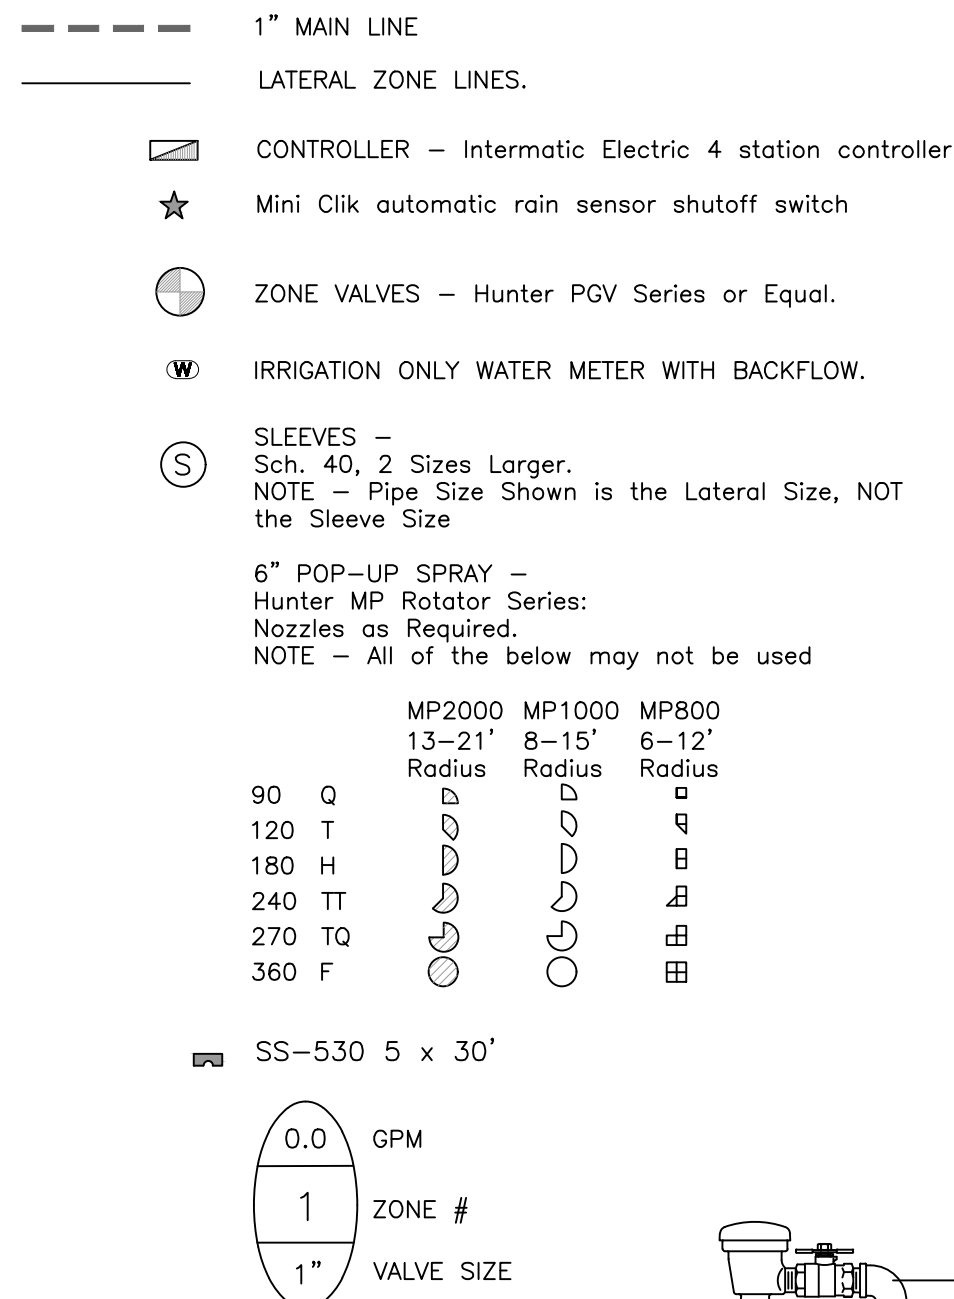 1” MAIN LINE
LATERAL ZONE LINES.
CONTROLLER – Intermatic Electric 4 station controller
Mini Clik automatic rain sensor shutoff switch
ZONE VALVES – Hunter PGV Series or Equal.
W IRRIGATION ONLY WATER METER WITH BACKFLOW.
SLEEVES –
S Sch. 40, 2 Sizes Larger.
NOTE – Pipe Size Shown is the Lateral Size, NOT
the Sleeve Size
6” POP–UP SPRAY –
Hunter MP Rotator Series:
Nozzles as Required.
NOTE – All of the below may not be used
MP2000 MP1000 MP800
13–21’ 8–15’ 6–12’
Radius Radius Radius
90 Q
120 T
180 H
240 TT
270 TQ
360 F
SS–530 5 x 30’
0.0 GPM
1 ZONE #
1” VALVE SIZE